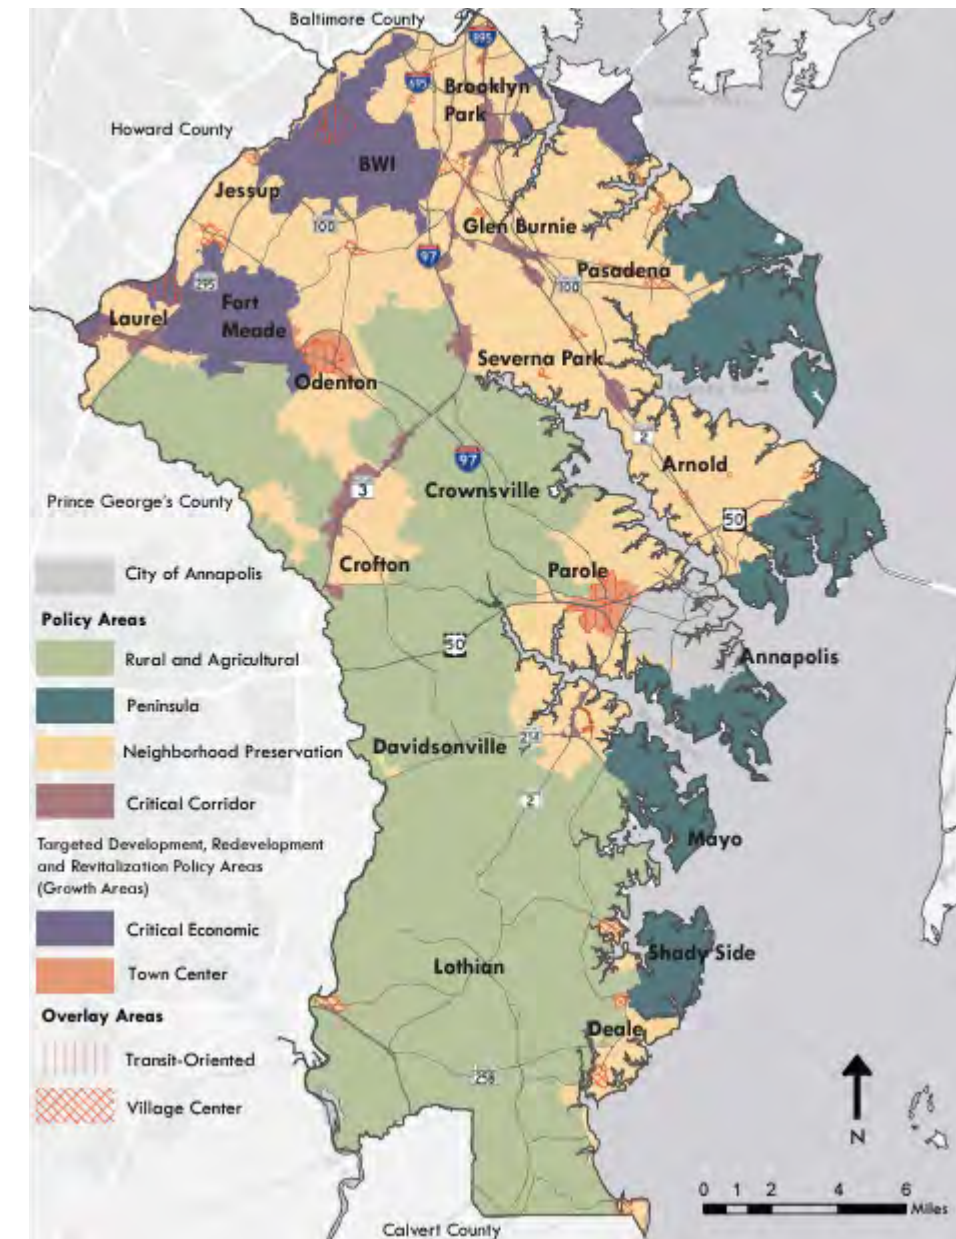 Baltimore County
895
695
Brooklyn
Park
Howard County
BWI
Jessup
100
Glen Burnie
97
Pasadena
295
100
Fort
Meade
Laurel
Severna Park
Odenton
2
97
Arnold
3
Crownsville
Prince George's County
50
Crofton
Parole
City of Annapolis
Policy Areas
50
Rural and Agricultural
Annapolis
Peninsula
214
Neighborhood Preservation
Davidsonville
2
Critical Corridor
Mayo
Targeted Development, Redevelopment
and Revitalization Policy Areas
(Growth Areas)
Critical Economic
Shady Side
Lothian
Town Center
Overlay Areas
Deale
Transit-Oriented
258
Village Center
N
0 1 2 4 6
Miles
Calvert County